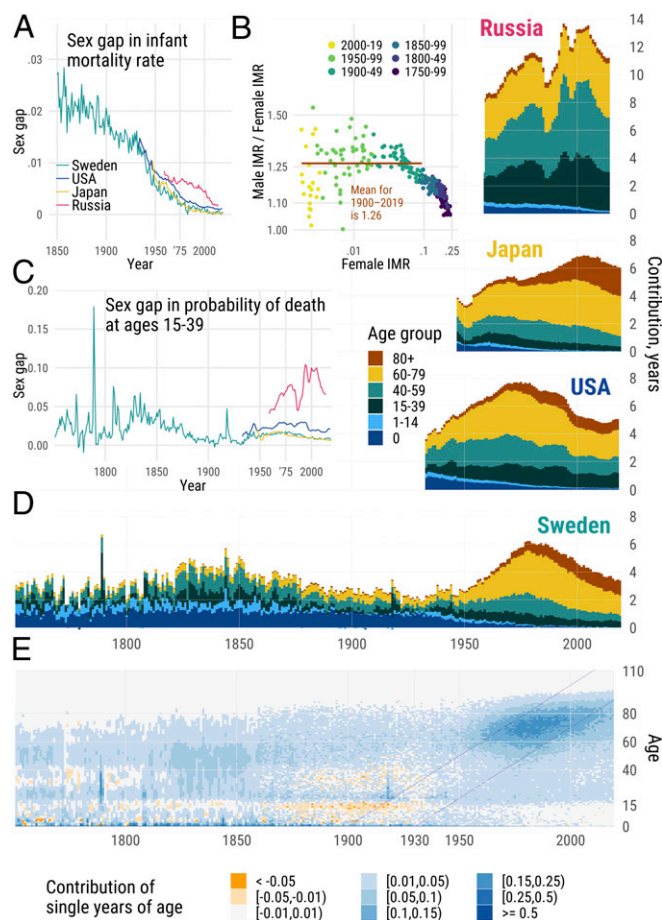 A
Sex gap in infant
mortality rate
Sex gap
.03
.02
.01
0
Sweden
USA
Japan
Russia
1850
1900
1950
'75
2000
Year
B
2000-19
1950-99
1900-49
1850-99
1800-49
1750-99
Male IMR / Female IMR
1.50
1.25
1.10
1.00
Mean for
1900–2019
is 1.26
.01
.1
.25
Female IMR
Russia
14
12
10
8
6
4
2
0
Japan
8
6
4
2
0
Contribution, years
C
Sex gap in probability of death
at ages 15-39
Sex gap
0.20
0.15
0.10
0.05
0.00
1800
1850
1900
1950
'75
2000
Year
Age group
80+
60-79
40-59
15-39
1-14
0
USA
8
6
4
2
0
D
Sweden
8
6
4
2
0
1800
1850
1900
1950
2000
E
110
80
60
40
15
0
Age
1800
1850
1900
1930
1950
2000
Contribution of
single years of age
< -0.05
[-0.05,-0.01)
[-0.01,0.01)
[0.01,0.05)
[0.05,0.1)
[0.1,0.15)
[0.15,0.25)
[0.25,0.5)
>= 0.5